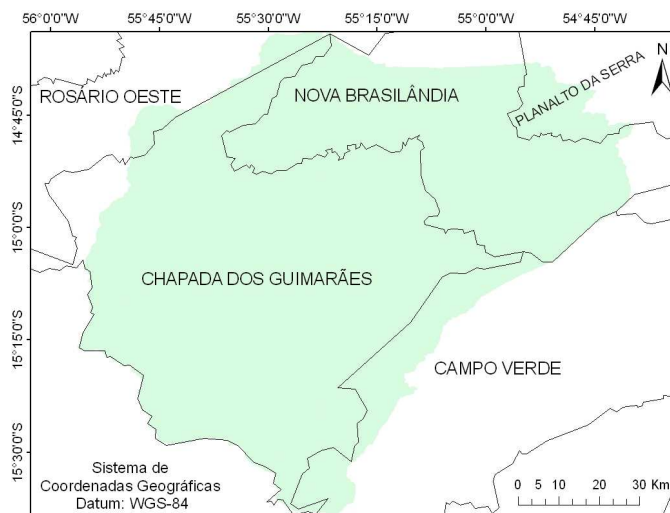 56°0'0"W 55°45'0"W 55°30'0"W 55°15'0"W 55°0'0"W 54°45'0"W
N
ROSÁRIO OESTE
NOVA BRASILÂNDIA
PLANALTO DA SERRA
14°45'0"S
15°0'0"S
CHAPADA DOS GUIMARÃES
15°15'0"S
CAMPO VERDE
15°30'0"S
Sistema de
Coordenadas Geográficas
Datum: WGS-84
0 5 10 20 30 Km